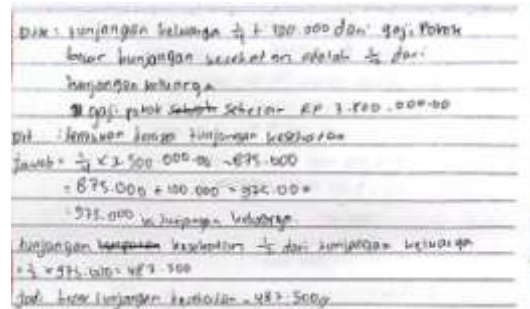 Dik : tunjangan keluarga 1/4 + 100.000 dari gaji Pokok
besar tunjangan kesehatan adalah 1/2 dari
tunjangan keluarga
gaji pokok sebesar RP 3.500.000.00
Dit : tentukan besar tunjangan kesehatan
Jawab = 1/4 x 3.500.000.00 = 875.000
= 875.000 + 100.000 = 975.000
= 975.000 tunjangan keluarga
tunjangan kesehatan 1/2 dari tunjangan keluarga
= 1/2 x 975.000 = 487.500
Jadi besar tunjangan kesehatan = 487.500